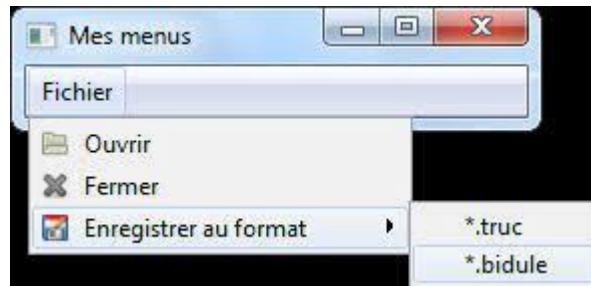 Mes menus
Fichier
Ouvrir
Fermer
Enregistrer au format
*.truc
*.bidule